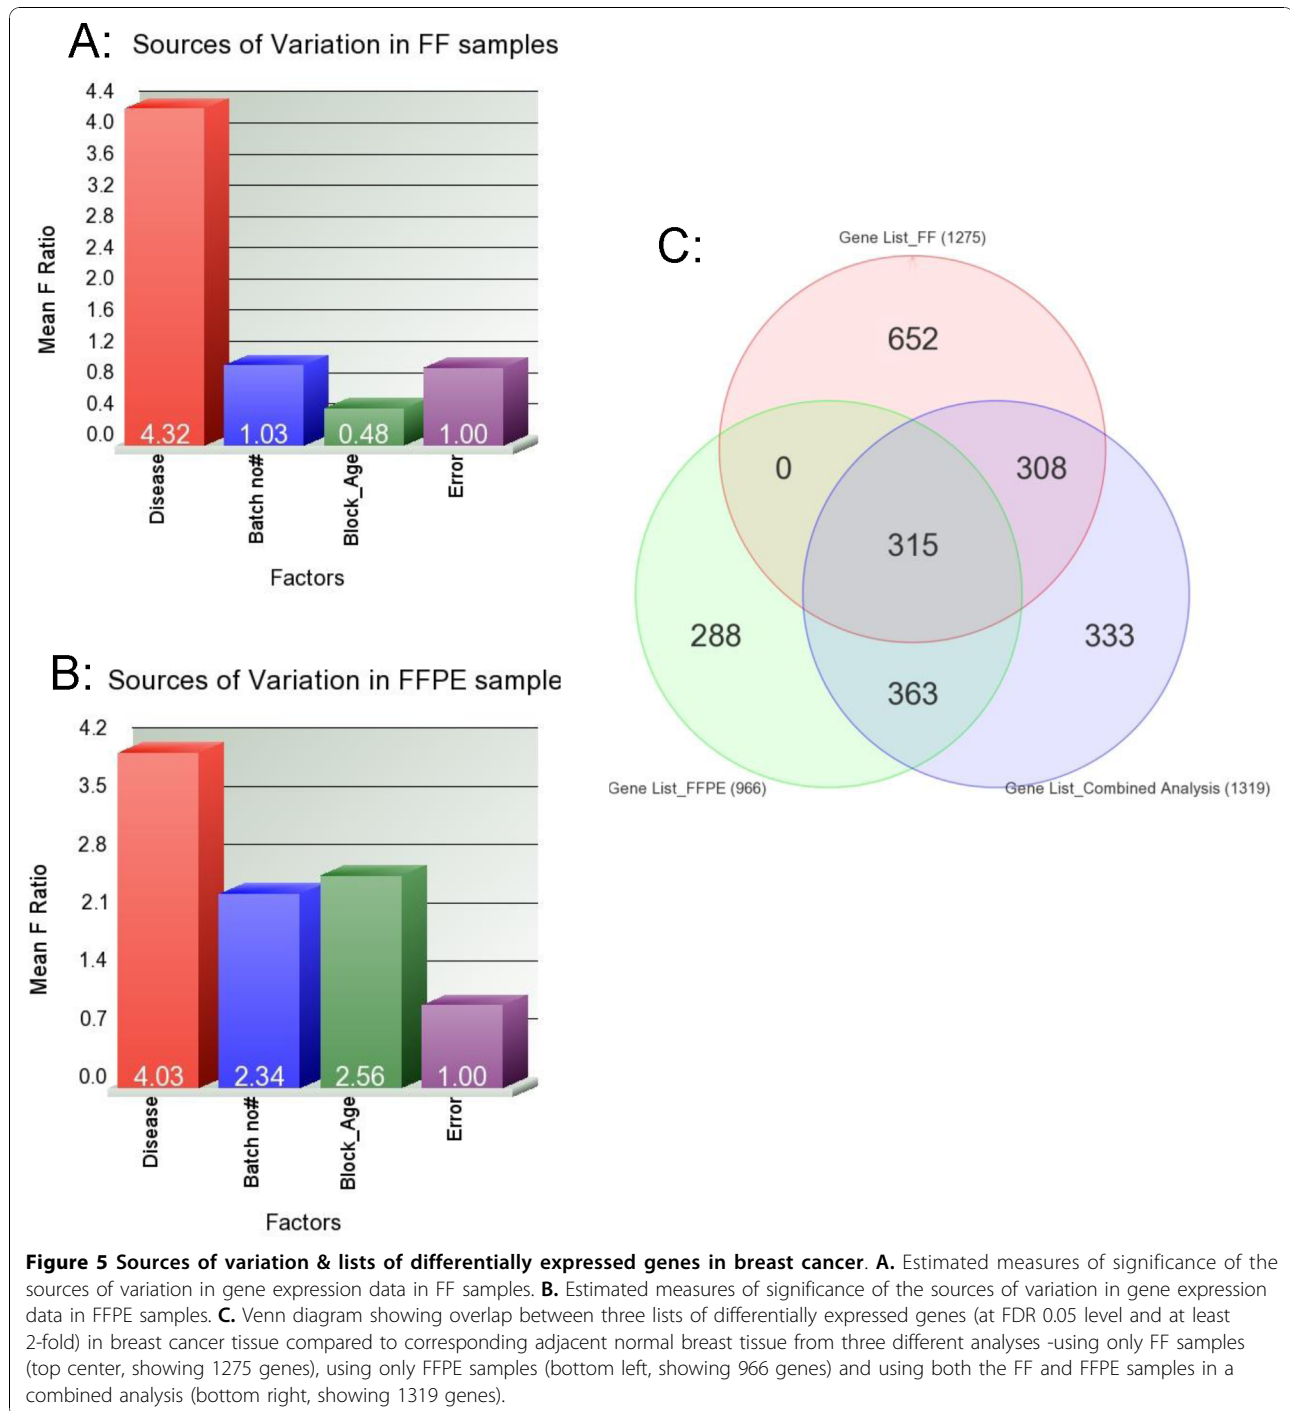 A: Sources of Variation in FF samples
4.4
4.0
3.6
3.2
2.8
2.4
2.0
1.6
1.2
0.8
0.4
0.0
Mean F Ratio
4.32 1.03 0.48 1.00
Disease
Batch no#
Block_Age
Error
Factors
B: Sources of Variation in FFPE sample
4.2
3.5
2.8
2.1
1.4
0.7
0.0
Mean F Ratio
4.03 2.34 2.56 1.00
Disease
Batch no#
Block_Age
Error
Factors
C:
Gene List_FF (1275)
652
0
308
315
288
333
363
Gene List_FFPE (966)
Gene List_Combined Analysis (1319)
Figure 5 Sources of variation & lists of differentially expressed genes in breast cancer. A. Estimated measures of significance of the
sources of variation in gene expression data in FF samples. B. Estimated measures of significance of the sources of variation in gene expression
data in FFPE samples. C. Venn diagram showing overlap between three lists of differentially expressed genes (at FDR 0.05 level and at least
2-fold) in breast cancer tissue compared to corresponding adjacent normal breast tissue from three different analyses -using only FF samples
(top center, showing 1275 genes), using only FFPE samples (bottom left, showing 966 genes) and using both the FF and FFPE samples in a
combined analysis (bottom right, showing 1319 genes).